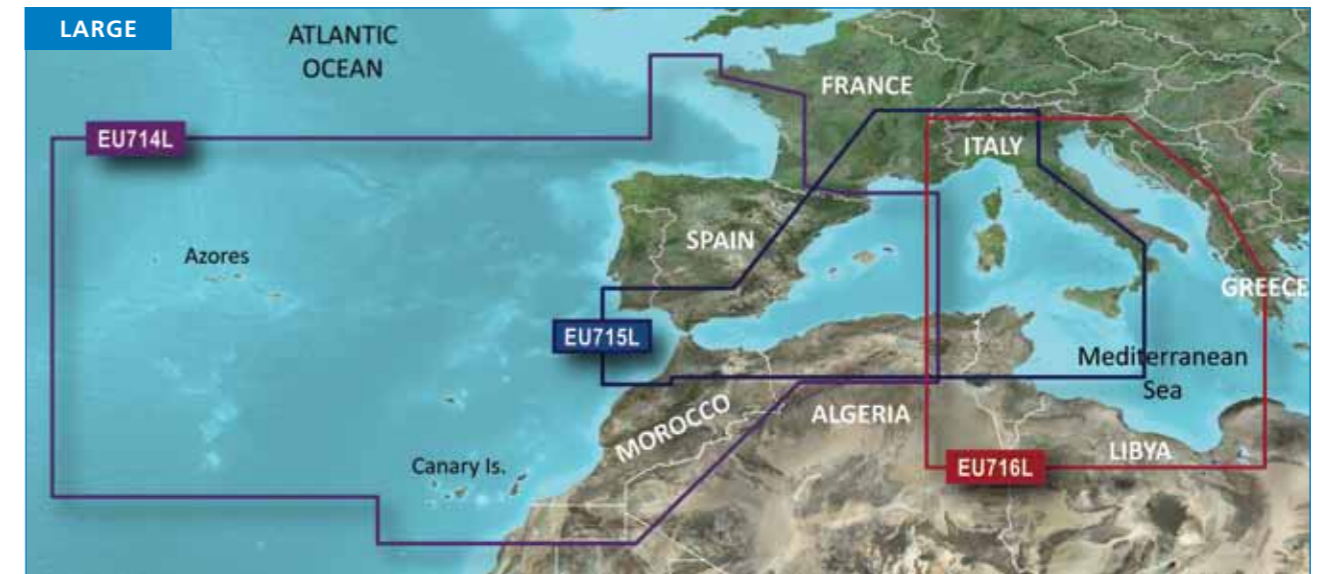 LARGE
ATLANTIC
OCEAN
FRANCE
EU714L
ITALY
SPAIN
Azores
GREECE
EU715L
Mediterranean
Sea
MOROCCO
ALGERIA
LIBYA
Canary Is.
EU716L